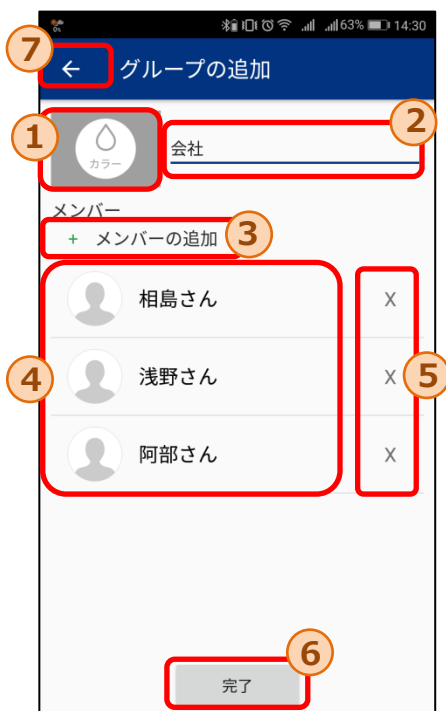 63% 14:30
7
← グループの追加
1
カラー
2
会社
メンバー
+ メンバーの追加
3
4
相島さん X
浅野さん X
5
阿部さん X
6
完了